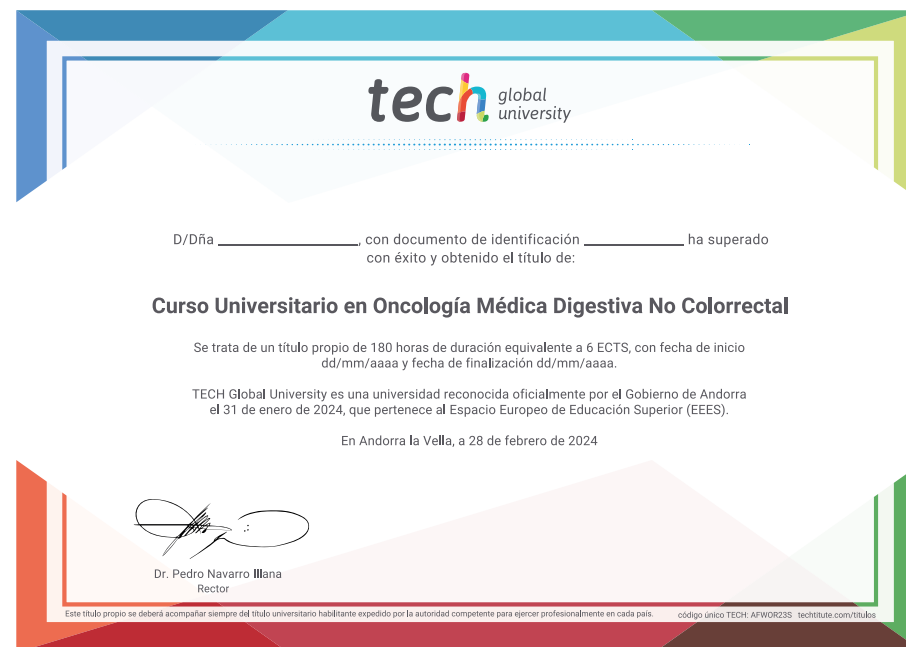 tech global
university
D/Dña ____________________, con documento de identificación ______________ ha superado
con éxito y obtenido el título de:
Curso Universitario en Oncología Médica Digestiva No Colorrectal
Se trata de un título propio de 180 horas de duración equivalente a 6 ECTS, con fecha de inicio
dd/mm/aaaa y fecha de finalización dd/mm/aaaa.
TECH Global University es una universidad reconocida oficialmente por el Gobierno de Andorra
el 31 de enero de 2024, que pertenece al Espacio Europeo de Educación Superior (EEES).
En Andorra la Vella, a 28 de febrero de 2024
Dr. Pedro Navarro Illana
Rector
Este título propio se deberá acompañar siempre del título universitario habilitante expedido por la autoridad competente para ejercer profesionalmente en cada país. código único TECH: AFWOR23S techtitute.com/titulos